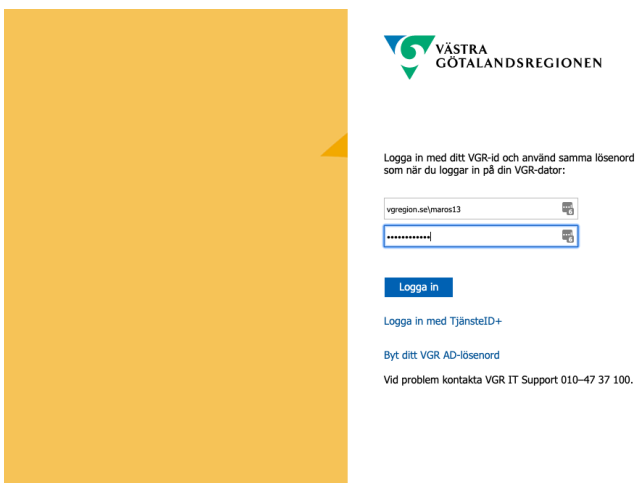 VÄSTRA
GÖTALANDSREGIONEN
Logga in med ditt VGR-id och använd samma lösenord
som när du loggar in på din VGR-dator:
vgregion.se\maros13
••••••••••••
Logga in
Logga in med TjänsteID+
Byt ditt VGR AD-lösenord
Vid problem kontakta VGR IT Support 010–47 37 100.